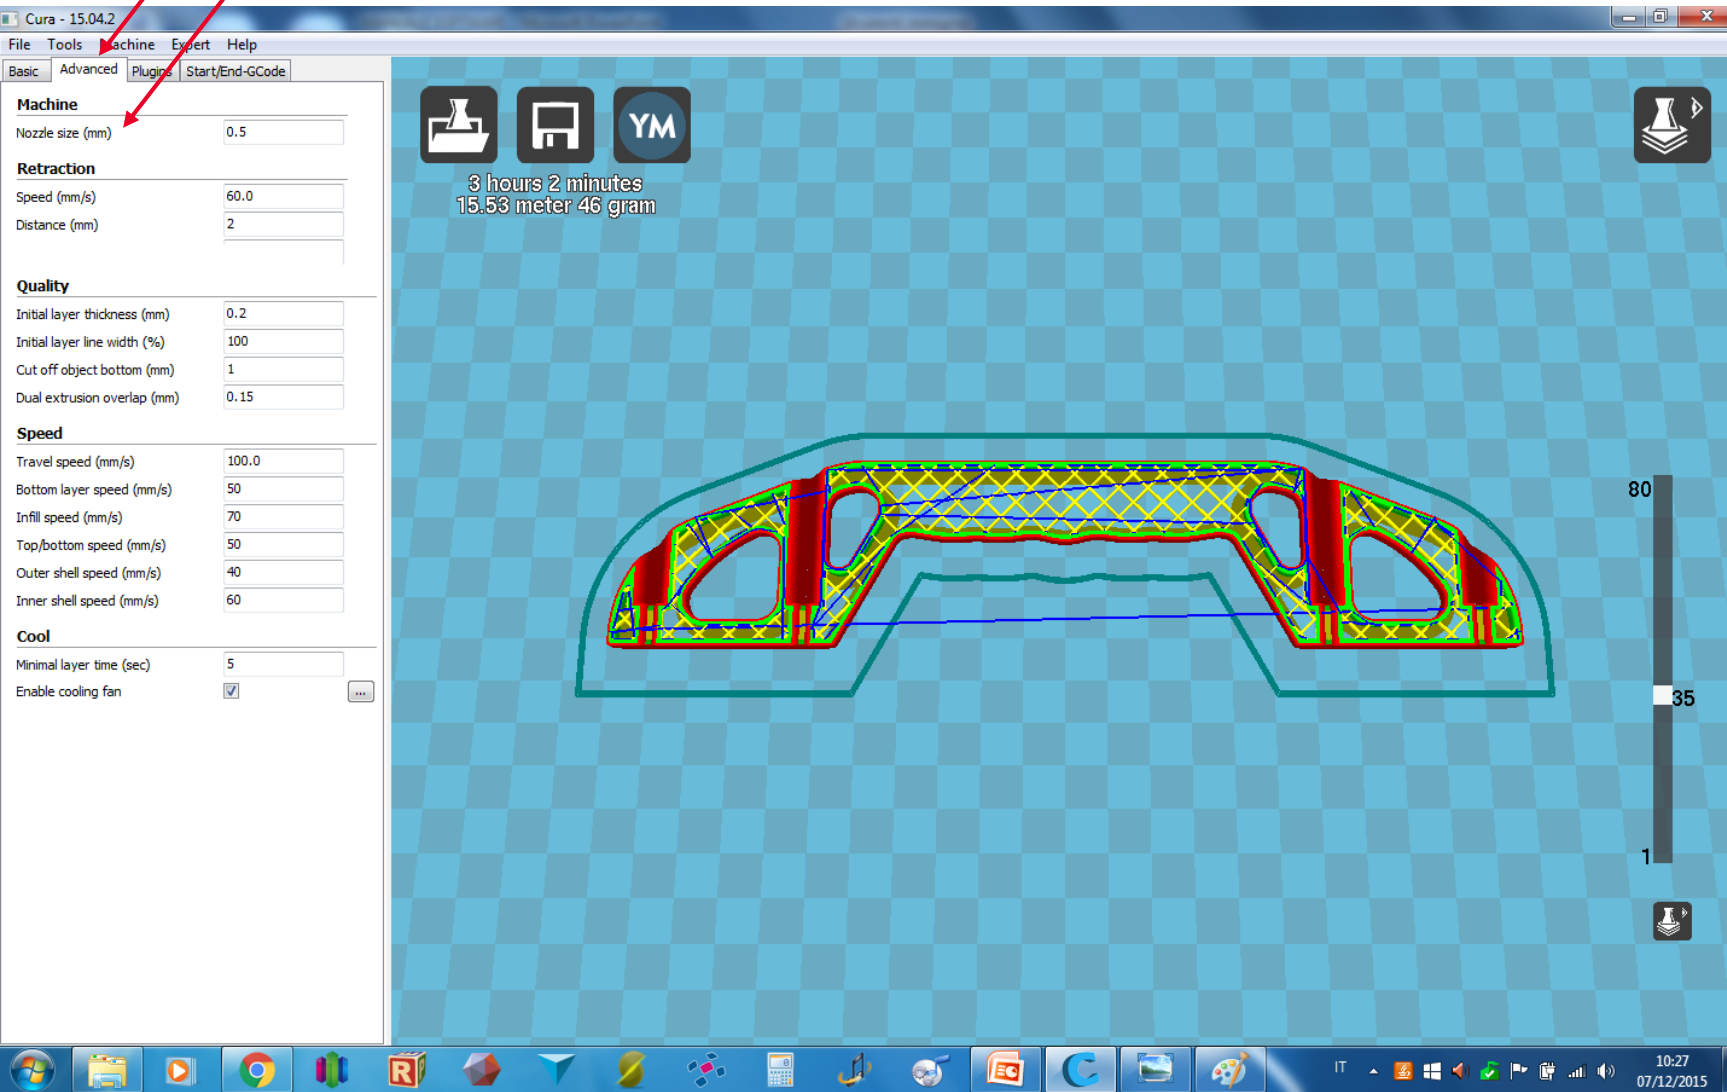 Cura - 15.04.2
File Tools Machine Expert Help
Basic Advanced Plugins Start/End-GCode
Machine
Nozzle size (mm) 0.5
Retraction
Speed (mm/s) 60.0
Distance (mm) 2
Quality
Initial layer thickness (mm) 0.2
Initial layer line width (%) 100
Cut off object bottom (mm) 1
Dual extrusion overlap (mm) 0.15
Speed
Travel speed (mm/s) 100.0
Bottom layer speed (mm/s) 50
Infill speed (mm/s) 70
Top/bottom speed (mm/s) 50
Outer shell speed (mm/s) 40
Inner shell speed (mm/s) 60
Cool
Minimal layer time (sec) 5
Enable cooling fan ...
YM
3 hours 2 minutes
15.53 meter 46 gram
80
35
1
IT
10:27
07/12/2015